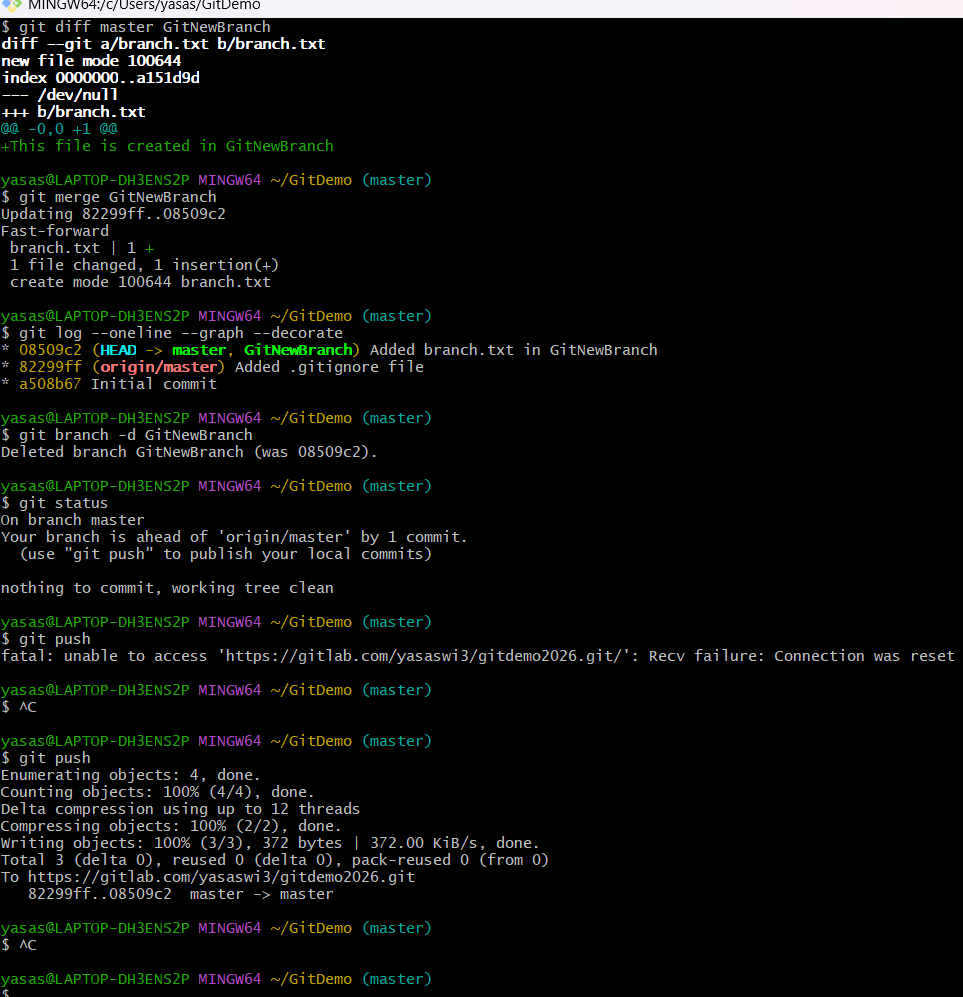 MINGW64:/c/Users/yasas/GitDemo
$ git diff master GitNewBranch
diff --git a/branch.txt b/branch.txt
new file mode 100644
index 0000000..a151d9d
--- /dev/null
+++ b/branch.txt
@@ -0,0 +1 @@
+This file is created in GitNewBranch
yasas@LAPTOP-DH3ENS2P MINGW64 ~/GitDemo (master)
$ git merge GitNewBranch
Updating 82299ff..08509c2
Fast-forward
 branch.txt | 1 +
 1 file changed, 1 insertion(+)
 create mode 100644 branch.txt
yasas@LAPTOP-DH3ENS2P MINGW64 ~/GitDemo (master)
$ git log --oneline --graph --decorate
* 08509c2 (HEAD -> master, GitNewBranch) Added branch.txt in GitNewBranch
* 82299ff (origin/master) Added .gitignore file
* a508b67 Initial commit
yasas@LAPTOP-DH3ENS2P MINGW64 ~/GitDemo (master)
$ git branch -d GitNewBranch
Deleted branch GitNewBranch (was 08509c2).
yasas@LAPTOP-DH3ENS2P MINGW64 ~/GitDemo (master)
$ git status
On branch master
Your branch is ahead of 'origin/master' by 1 commit.
  (use "git push" to publish your local commits)
nothing to commit, working tree clean
yasas@LAPTOP-DH3ENS2P MINGW64 ~/GitDemo (master)
$ git push
fatal: unable to access 'https://gitlab.com/yasaswi3/gitdemo2026.git/': Recv failure: Connection was reset
yasas@LAPTOP-DH3ENS2P MINGW64 ~/GitDemo (master)
$ ^C
yasas@LAPTOP-DH3ENS2P MINGW64 ~/GitDemo (master)
$ git push
Enumerating objects: 4, done.
Counting objects: 100% (4/4), done.
Delta compression using up to 12 threads
Compressing objects: 100% (2/2), done.
Writing objects: 100% (3/3), 372 bytes | 372.00 KiB/s, done.
Total 3 (delta 0), reused 0 (delta 0), pack-reused 0 (from 0)
To https://gitlab.com/yasaswi3/gitdemo2026.git
   82299ff..08509c2  master -> master
yasas@LAPTOP-DH3ENS2P MINGW64 ~/GitDemo (master)
$ ^C
yasas@LAPTOP-DH3ENS2P MINGW64 ~/GitDemo (master)
$